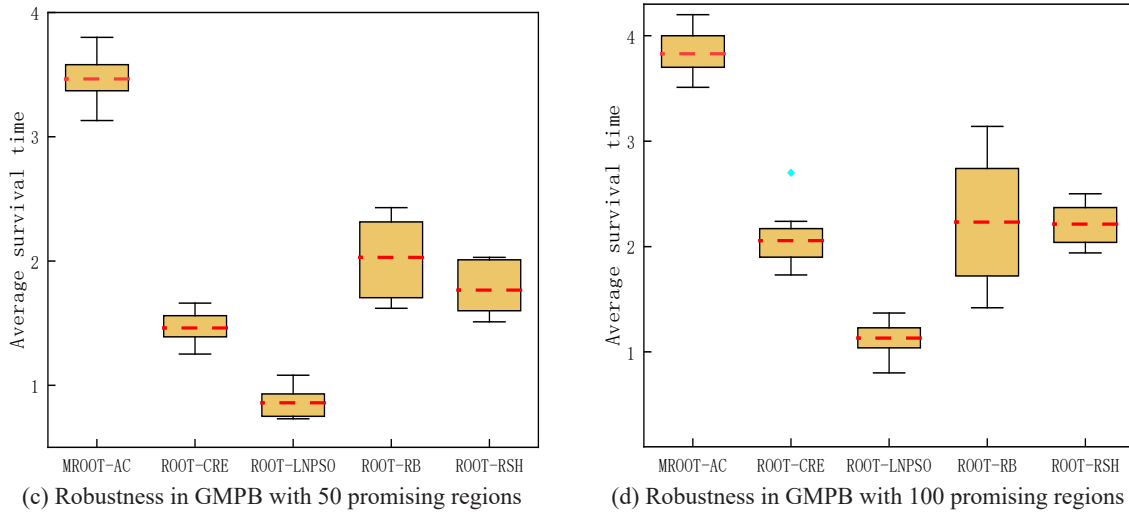 Average survival time
4
3
2
1
MROOT-AC ROOT-CRE ROOT-LNPSO ROOT-RB ROOT-RSH
(c) Robustness in GMPB with 50 promising regions
Average survival time
4
3
2
1
MROOT-AC ROOT-CRE ROOT-LNPSO ROOT-RB ROOT-RSH
(d) Robustness in GMPB with 100 promising regions